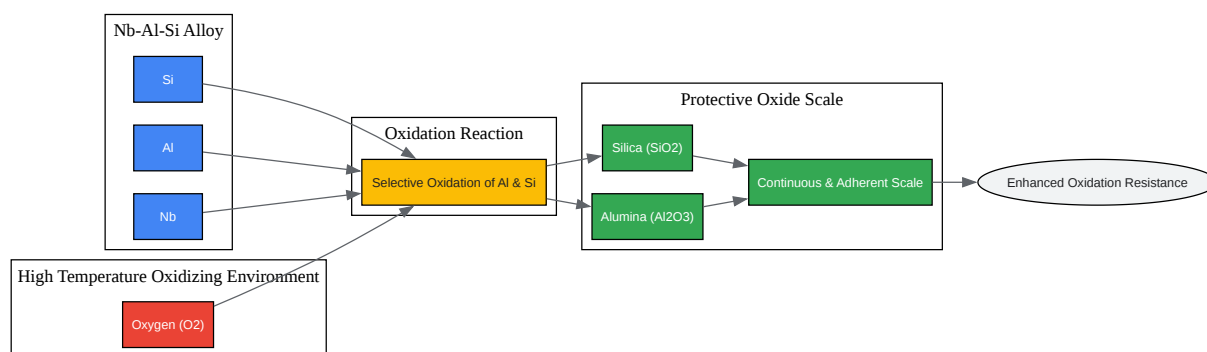 Nb-Al-Si Alloy
Si
Al
Nb
High Temperature Oxidizing Environment
Oxygen (O2)
Oxidation Reaction
Selective Oxidation of Al & Si
Protective Oxide Scale
Silica (SiO2)
Alumina (Al2O3)
Continuous & Adherent Scale
Enhanced Oxidation Resistance